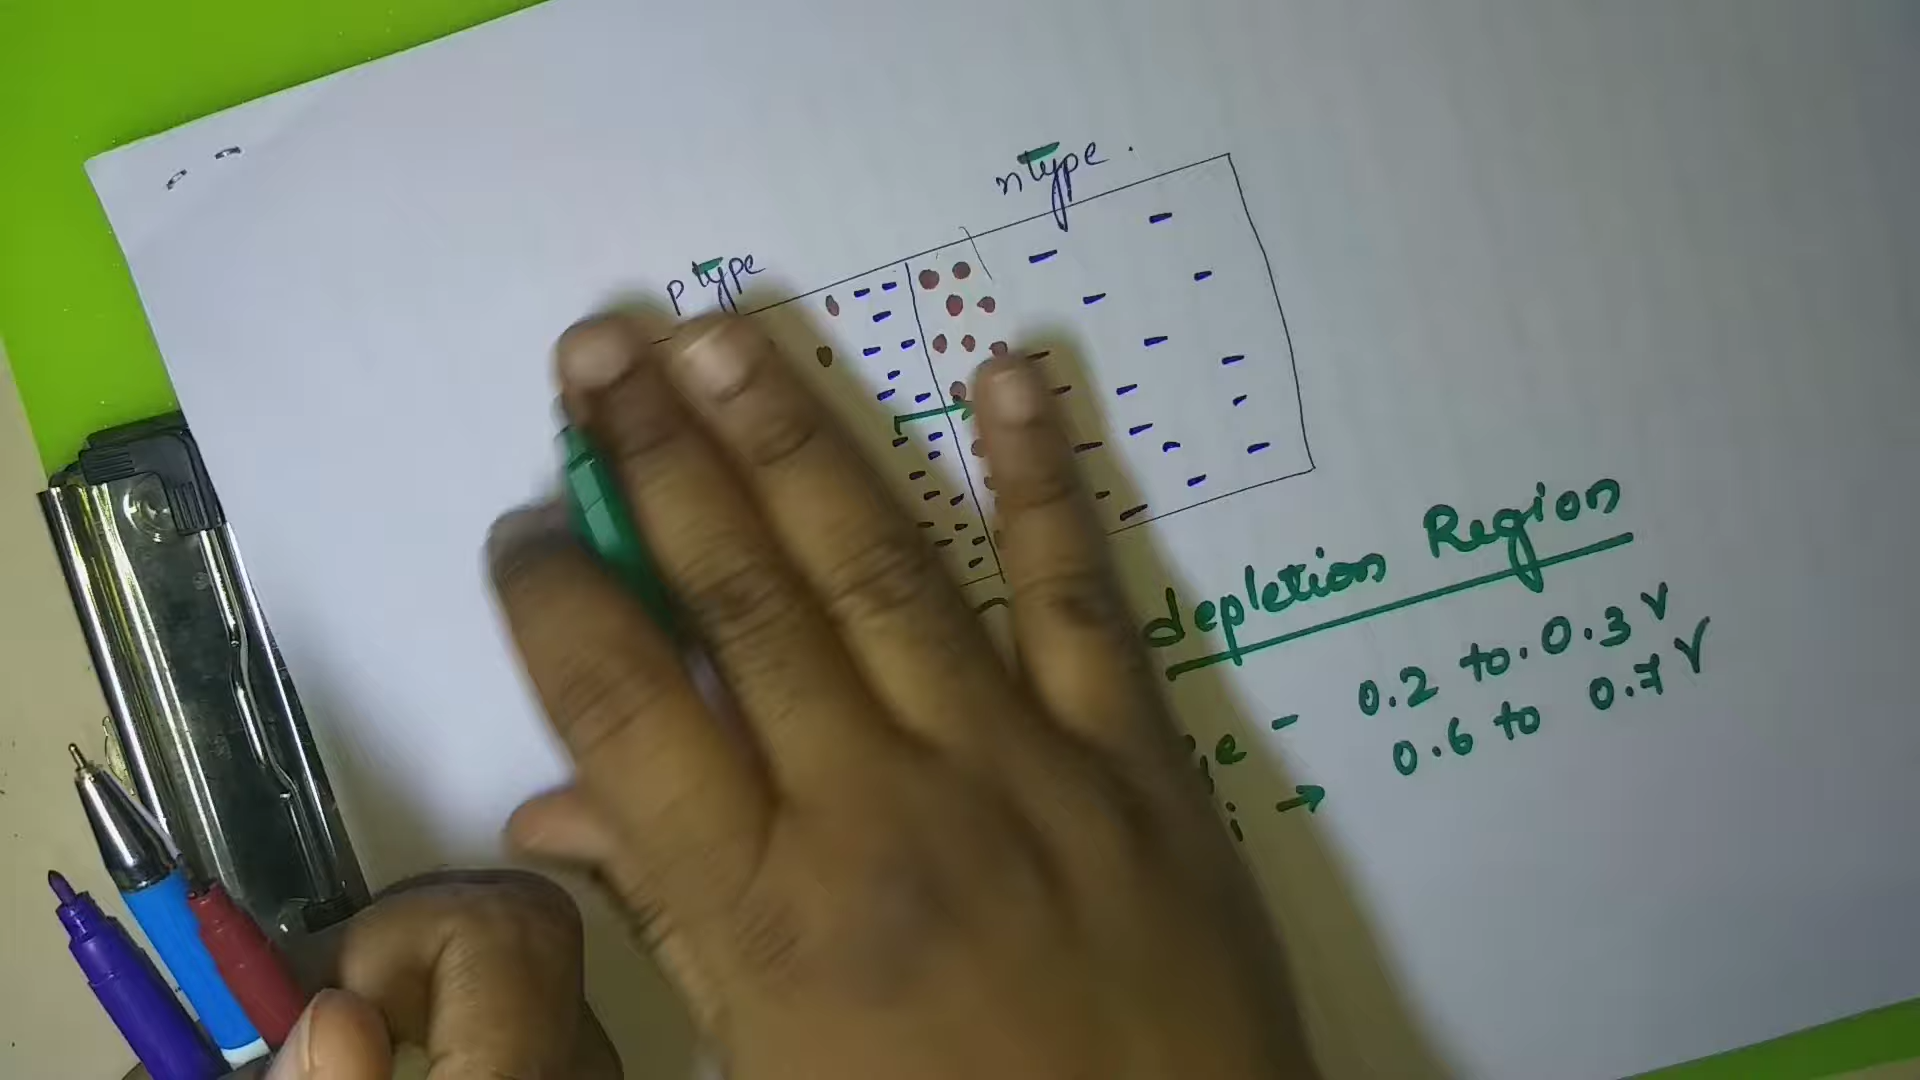 n type.
p type
depletion Region
e - 0.2 to. 0.3 V
i → 0.6 to 0.7 V